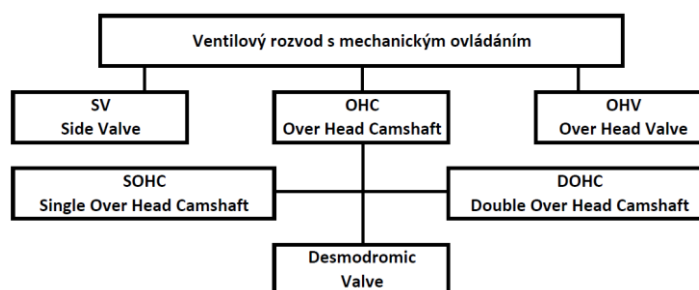 Ventilový rozvod s mechanickým ovládáním
SV
Side Valve
OHC
Over Head Camshaft
OHV
Over Head Valve
SOHC
Single Over Head Camshaft
DOHC
Double Over Head Camshaft
Desmodromic
Valve